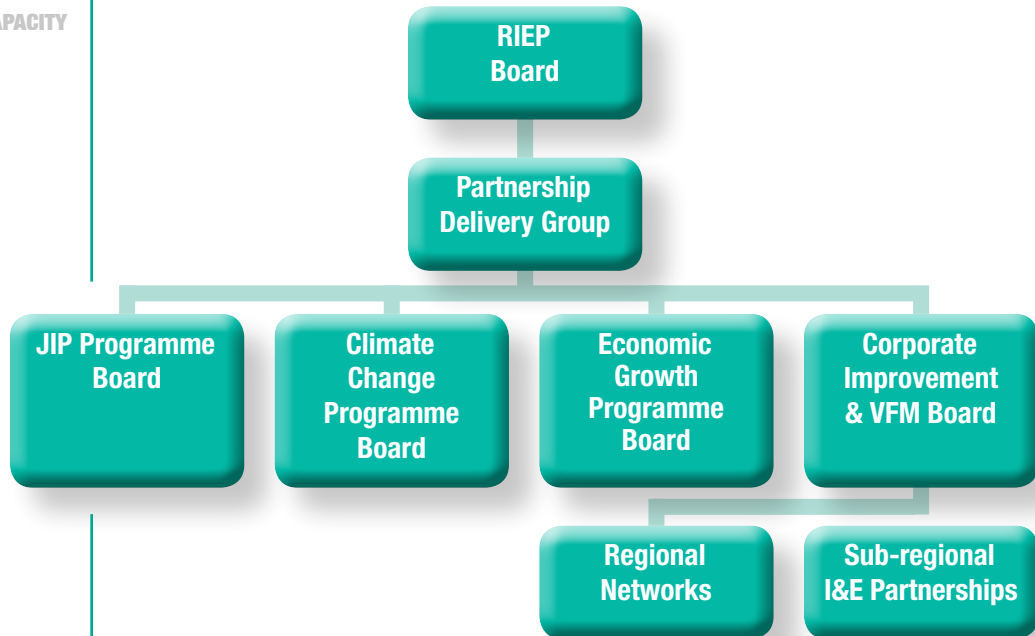 RIEP
Board
Partnership
Delivery Group
JIP Programme
Board
Climate
Change
Programme
Board
Economic
Growth
Programme
Board
Corporate
Improvement
& VFM Board
Regional
Networks
Sub-regional
I&E Partnerships